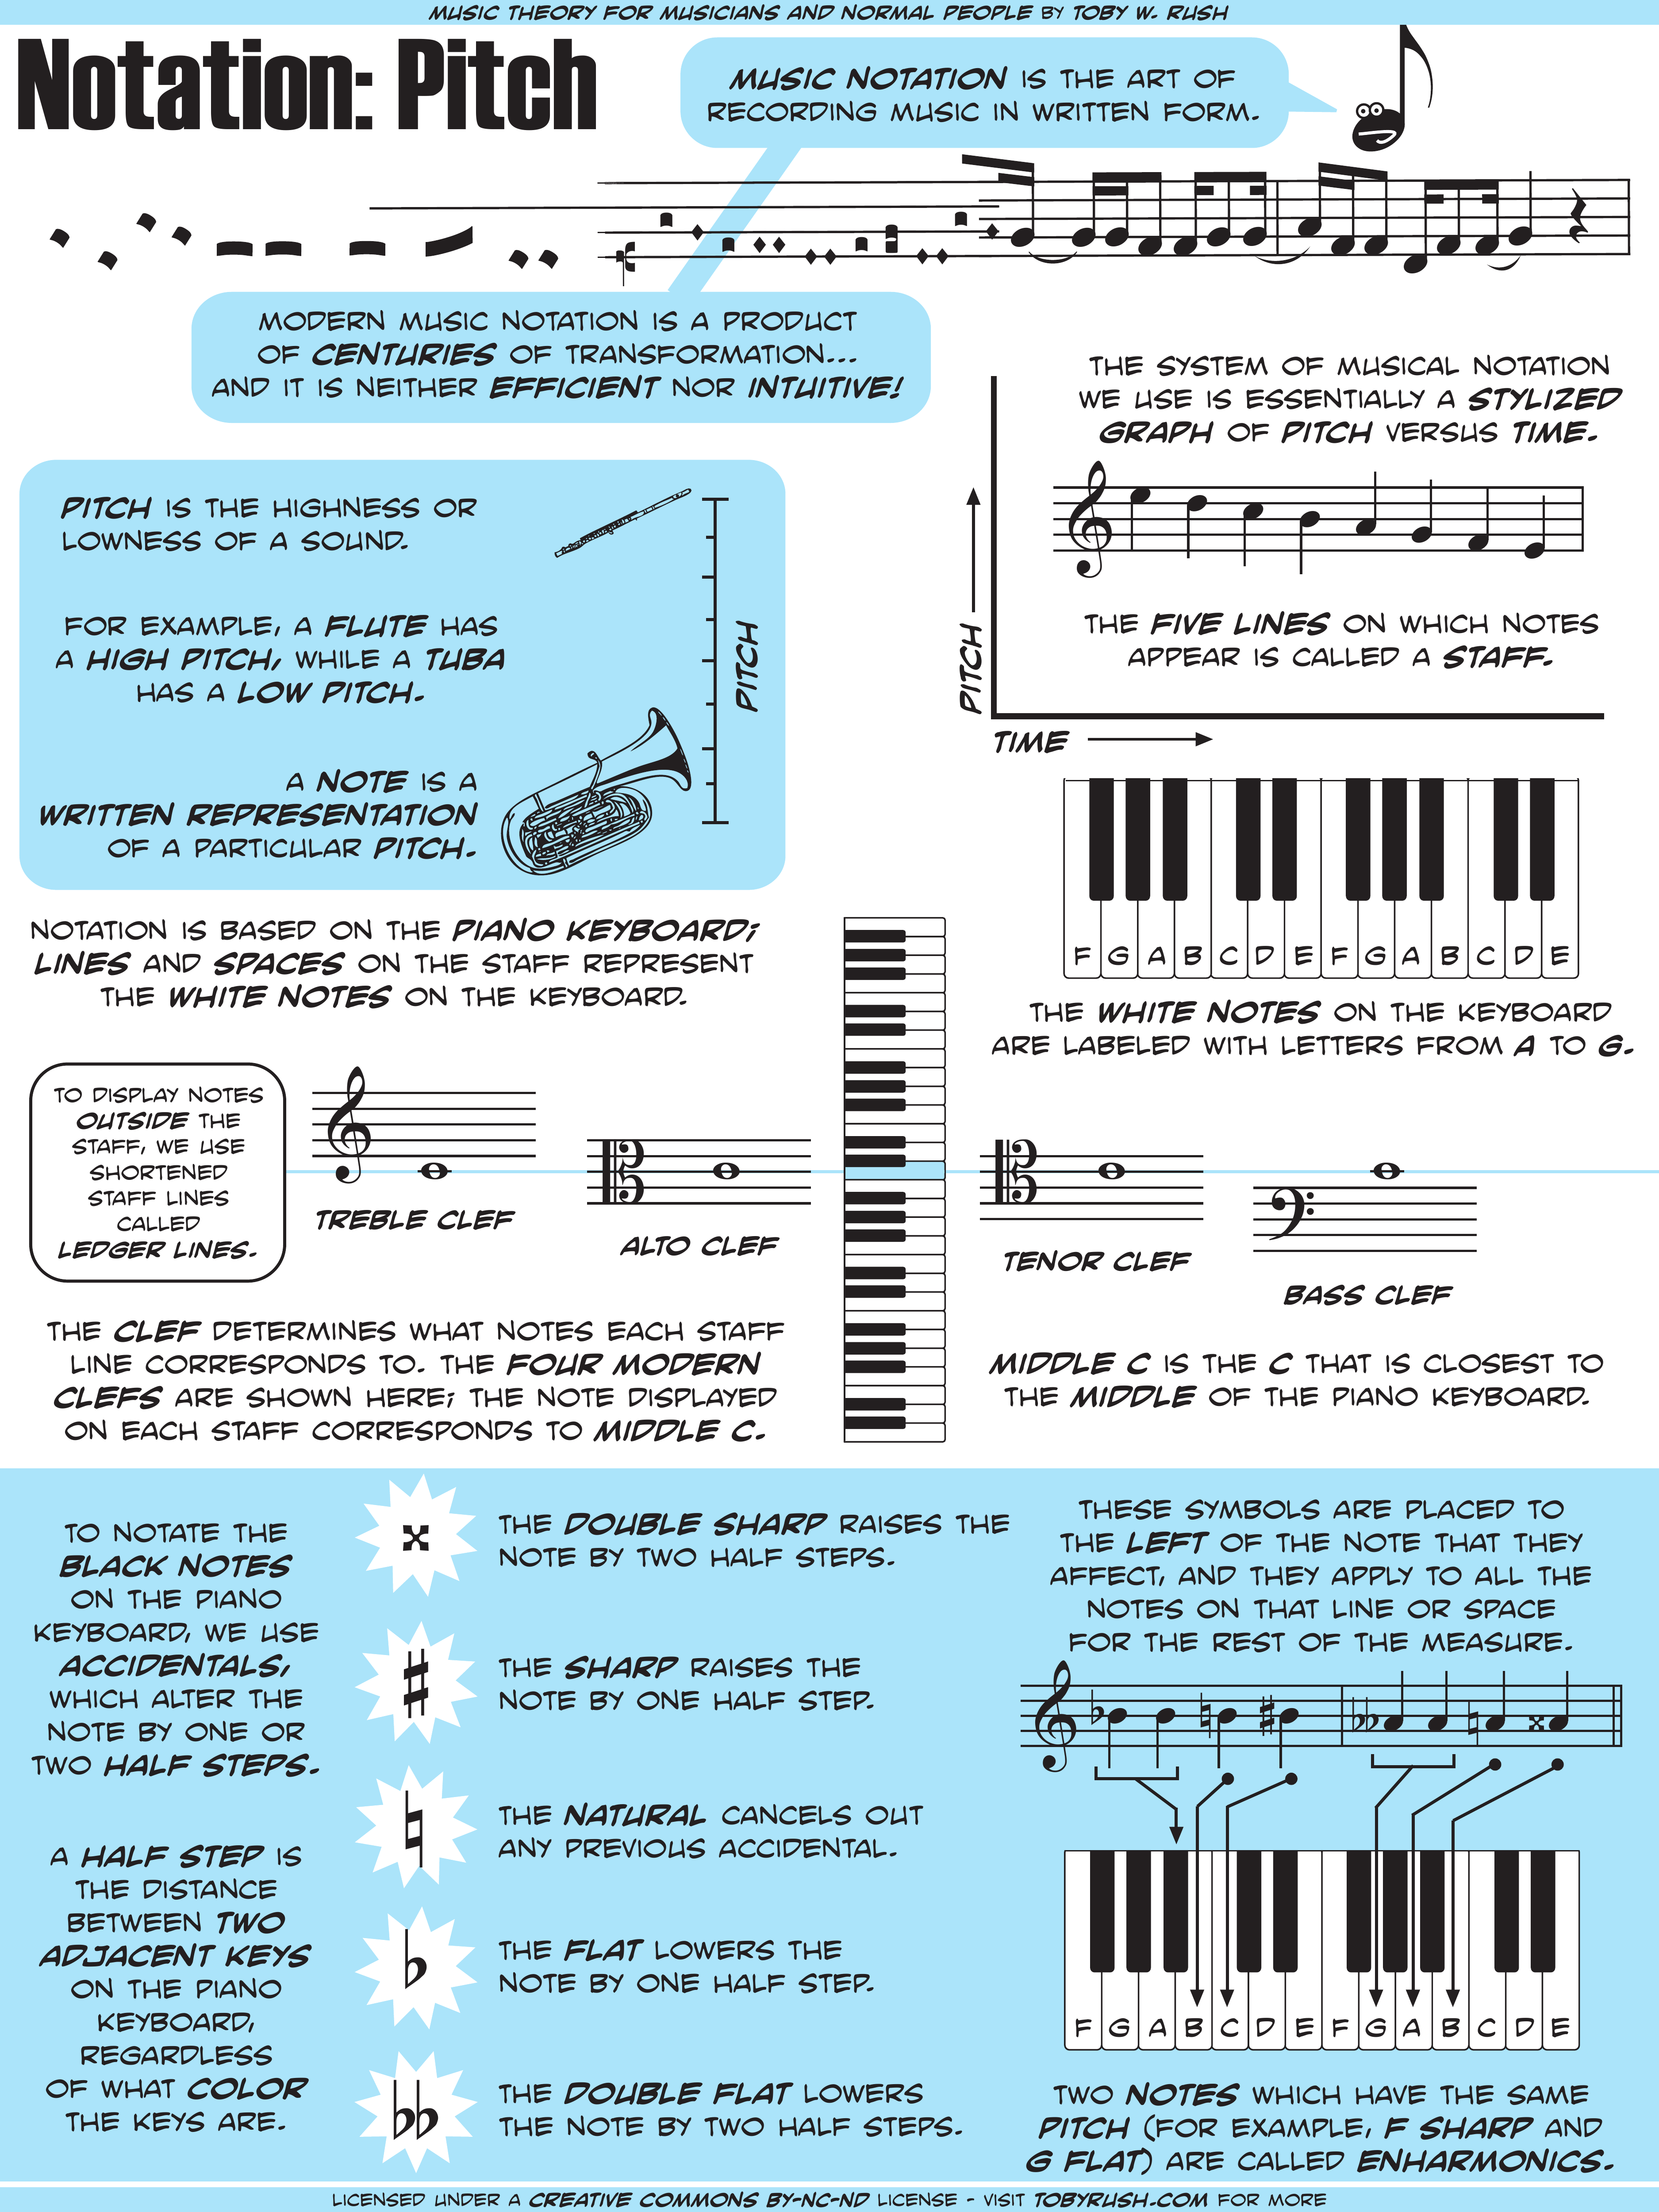 MUSIC THEORY FOR MUSICIANS AND NORMAL PEOPLE BY TOBY W. RUSH
Notation: Pitch
MUSIC NOTATION IS THE ART OF
RECORDING MUSIC IN WRITTEN FORM.
MODERN MUSIC NOTATION IS A PRODUCT
OF CENTURIES OF TRANSFORMATION...
AND IT IS NEITHER EFFICIENT NOR INTUITIVE!
THE SYSTEM OF MUSICAL NOTATION
WE USE IS ESSENTIALLY A STYLIZED
GRAPH OF PITCH VERSUS TIME.
PITCH
THE FIVE LINES ON WHICH NOTES
APPEAR IS CALLED A STAFF.
TIME
PITCH IS THE HIGHNESS OR
LOWNESS OF A SOUND.
FOR EXAMPLE, A FLUTE HAS
A HIGH PITCH, WHILE A TUBA
HAS A LOW PITCH.
A NOTE IS A
WRITTEN REPRESENTATION
OF A PARTICULAR PITCH.
PITCH
F G A B C D E F G A B C D E
THE WHITE NOTES ON THE KEYBOARD
ARE LABELED WITH LETTERS FROM A TO G.
NOTATION IS BASED ON THE PIANO KEYBOARD;
LINES AND SPACES ON THE STAFF REPRESENT
THE WHITE NOTES ON THE KEYBOARD.
TO DISPLAY NOTES
OUTSIDE THE
STAFF, WE USE
SHORTENED
STAFF LINES
CALLED
LEDGER LINES.
TREBLE CLEF
ALTO CLEF
TENOR CLEF
BASS CLEF
THE CLEF DETERMINES WHAT NOTES EACH STAFF
LINE CORRESPONDS TO. THE FOUR MODERN
CLEFS ARE SHOWN HERE; THE NOTE DISPLAYED
ON EACH STAFF CORRESPONDS TO MIDDLE C.
MIDDLE C IS THE C THAT IS CLOSEST TO
THE MIDDLE OF THE PIANO KEYBOARD.
TO NOTATE THE
BLACK NOTES
ON THE PIANO
KEYBOARD, WE USE
ACCIDENTALS,
WHICH ALTER THE
NOTE BY ONE OR
TWO HALF STEPS.
A HALF STEP IS
THE DISTANCE
BETWEEN TWO
ADJACENT KEYS
ON THE PIANO
KEYBOARD,
REGARDLESS
OF WHAT COLOR
THE KEYS ARE.
THE DOUBLE SHARP RAISES THE
NOTE BY TWO HALF STEPS.
THE SHARP RAISES THE
NOTE BY ONE HALF STEP.
THE NATURAL CANCELS OUT
ANY PREVIOUS ACCIDENTAL.
THE FLAT LOWERS THE
NOTE BY ONE HALF STEP.
THE DOUBLE FLAT LOWERS
THE NOTE BY TWO HALF STEPS.
THESE SYMBOLS ARE PLACED TO
THE LEFT OF THE NOTE THAT THEY
AFFECT, AND THEY APPLY TO ALL THE
NOTES ON THAT LINE OR SPACE
FOR THE REST OF THE MEASURE.
F G A B C D E F G A B C D E
TWO NOTES WHICH HAVE THE SAME
PITCH (FOR EXAMPLE, F SHARP AND
G FLAT) ARE CALLED ENHARMONICS.
LICENSED UNDER A CREATIVE COMMONS BY-NC-ND LICENSE - VISIT TOBYRUSH.COM FOR MORE